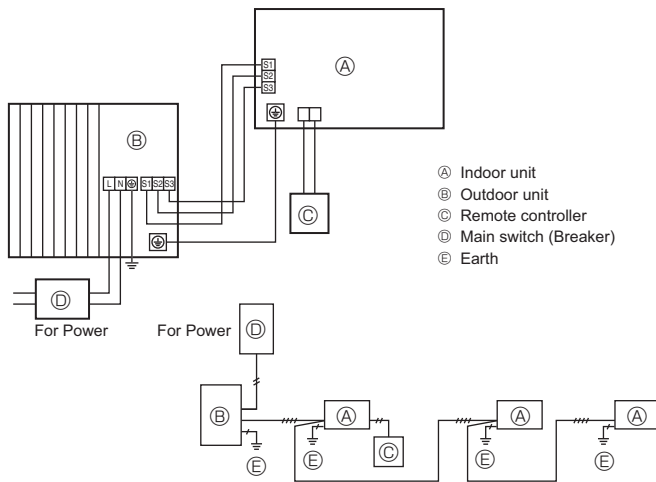 S1
S2
S3
Ⓐ
Ⓑ
L N S1 S2 S3
Ⓒ
Ⓐ Indoor unit
Ⓑ Outdoor unit
Ⓒ Remote controller
Ⓓ Main switch (Breaker)
Ⓔ Earth
Ⓓ
For Power
For Power
Ⓓ
Ⓑ
Ⓐ
Ⓐ
Ⓐ
Ⓒ
Ⓔ
Ⓔ
Ⓔ
Ⓔ